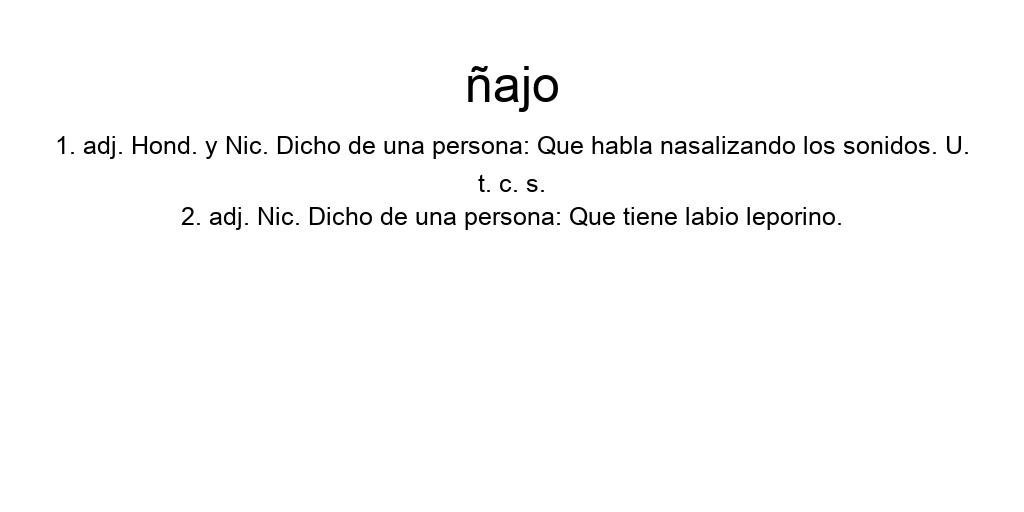 ñajo
1. adj. Hond. y Nic. Dicho de una persona: Que habla nasalizando los sonidos. U.
t. c. s.
2. adj. Nic. Dicho de una persona: Que tiene labio leporino.